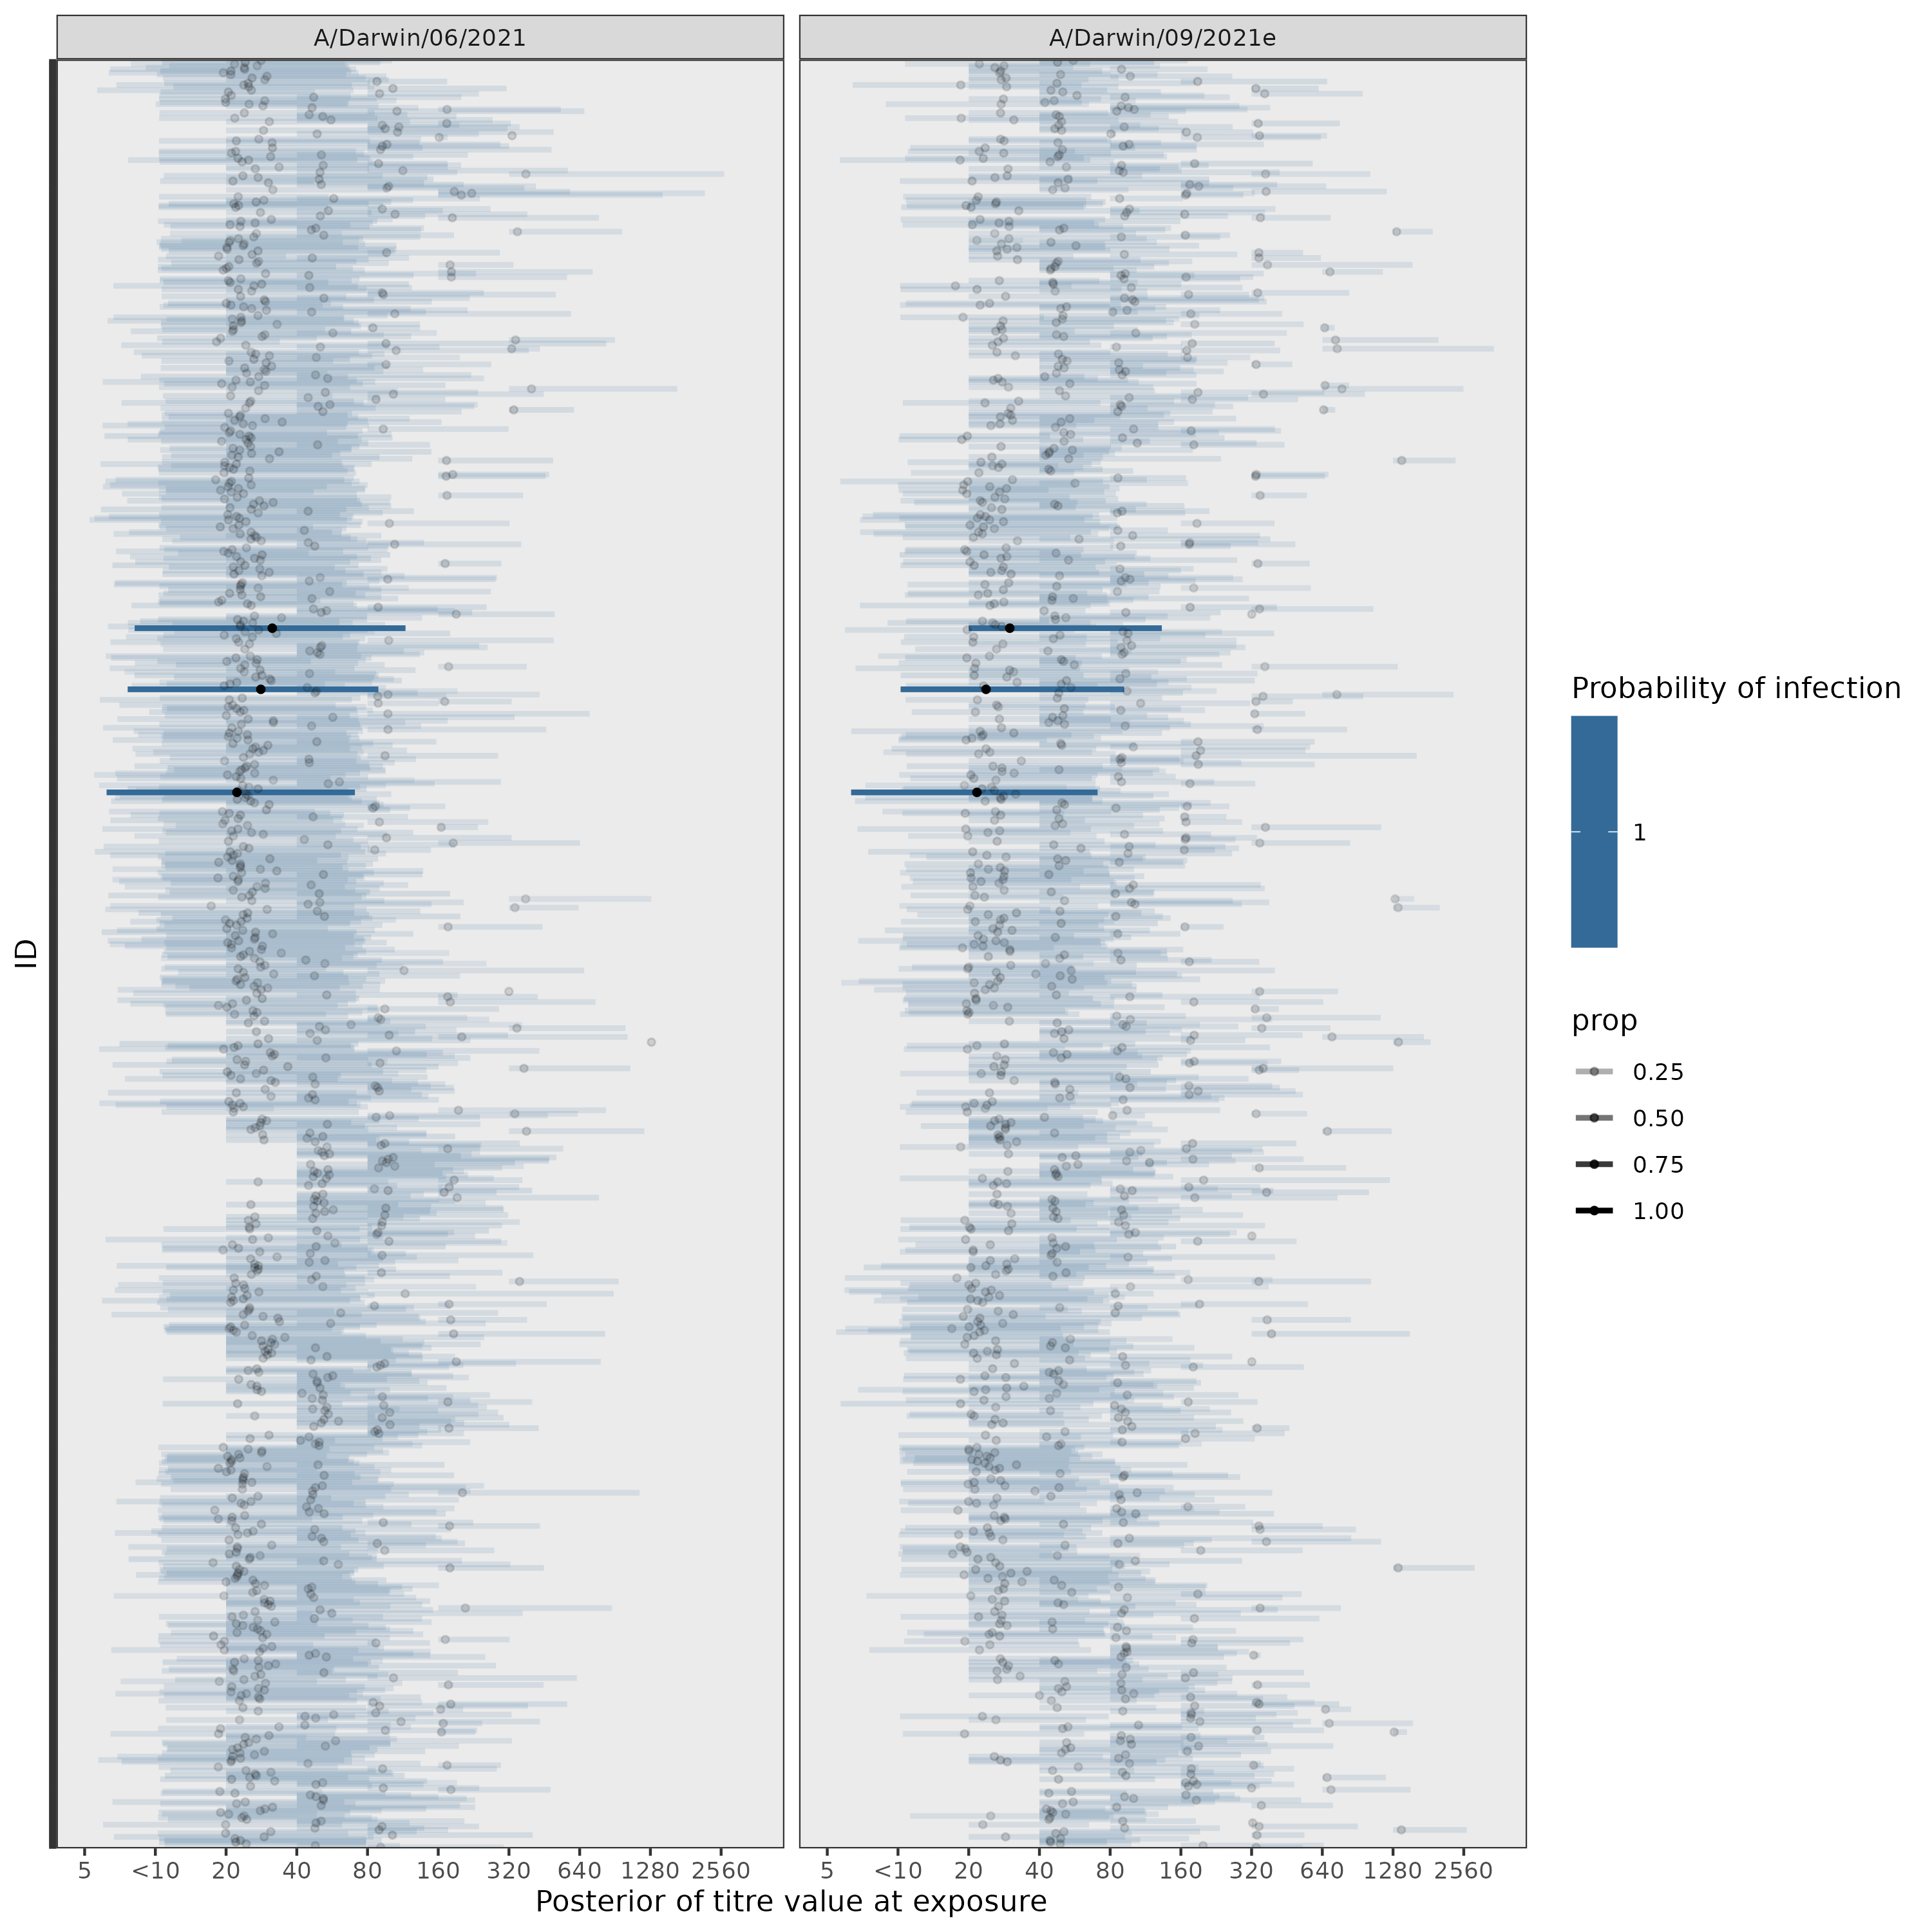 A/Darwin/06/2021
A/Darwin/09/2021e
ID
5 <10 20 40 80 160 320 640 1280 2560
5 <10 20 40 80 160 320 640 1280 2560
Posterior of titre value at exposure
Probability of infection
1
prop
0.25
0.50
0.75
1.00